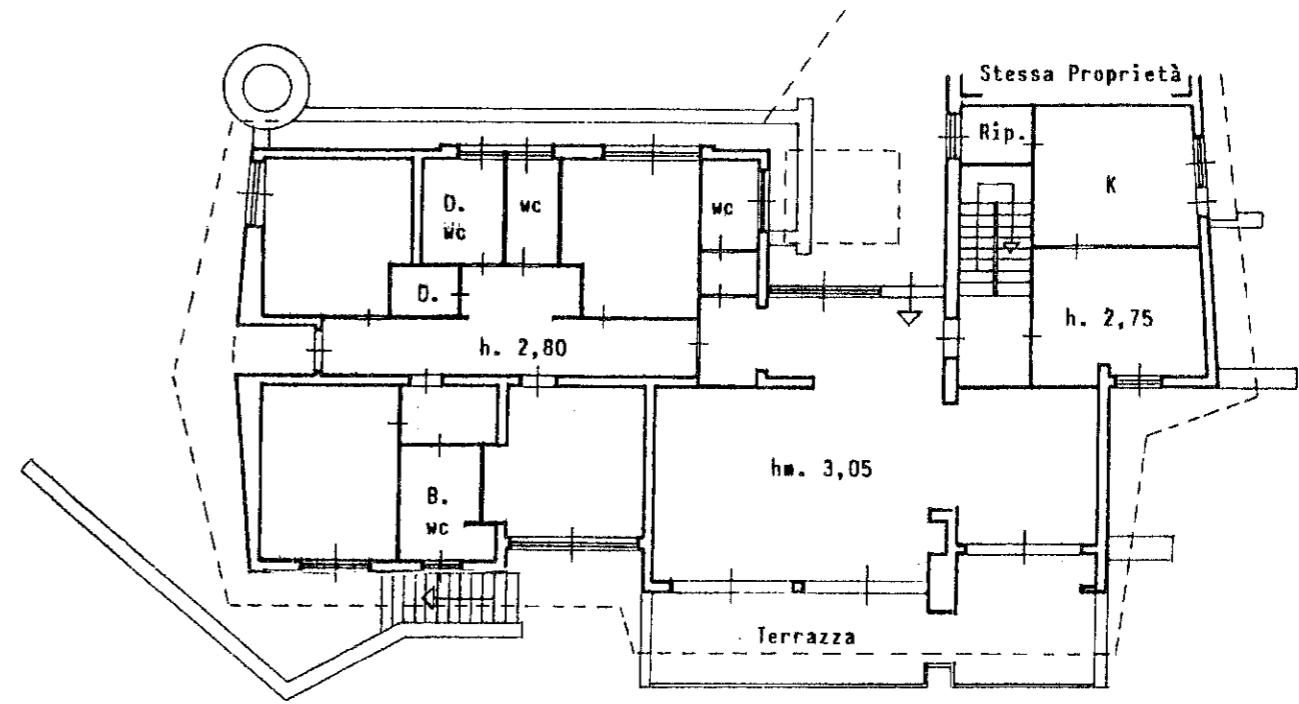 Stessa Proprietà
Rip.
K
D.
wc
wc
wc
D.
h. 2,80
h. 2,75
hm. 3,05
B.
wc
Terrazza